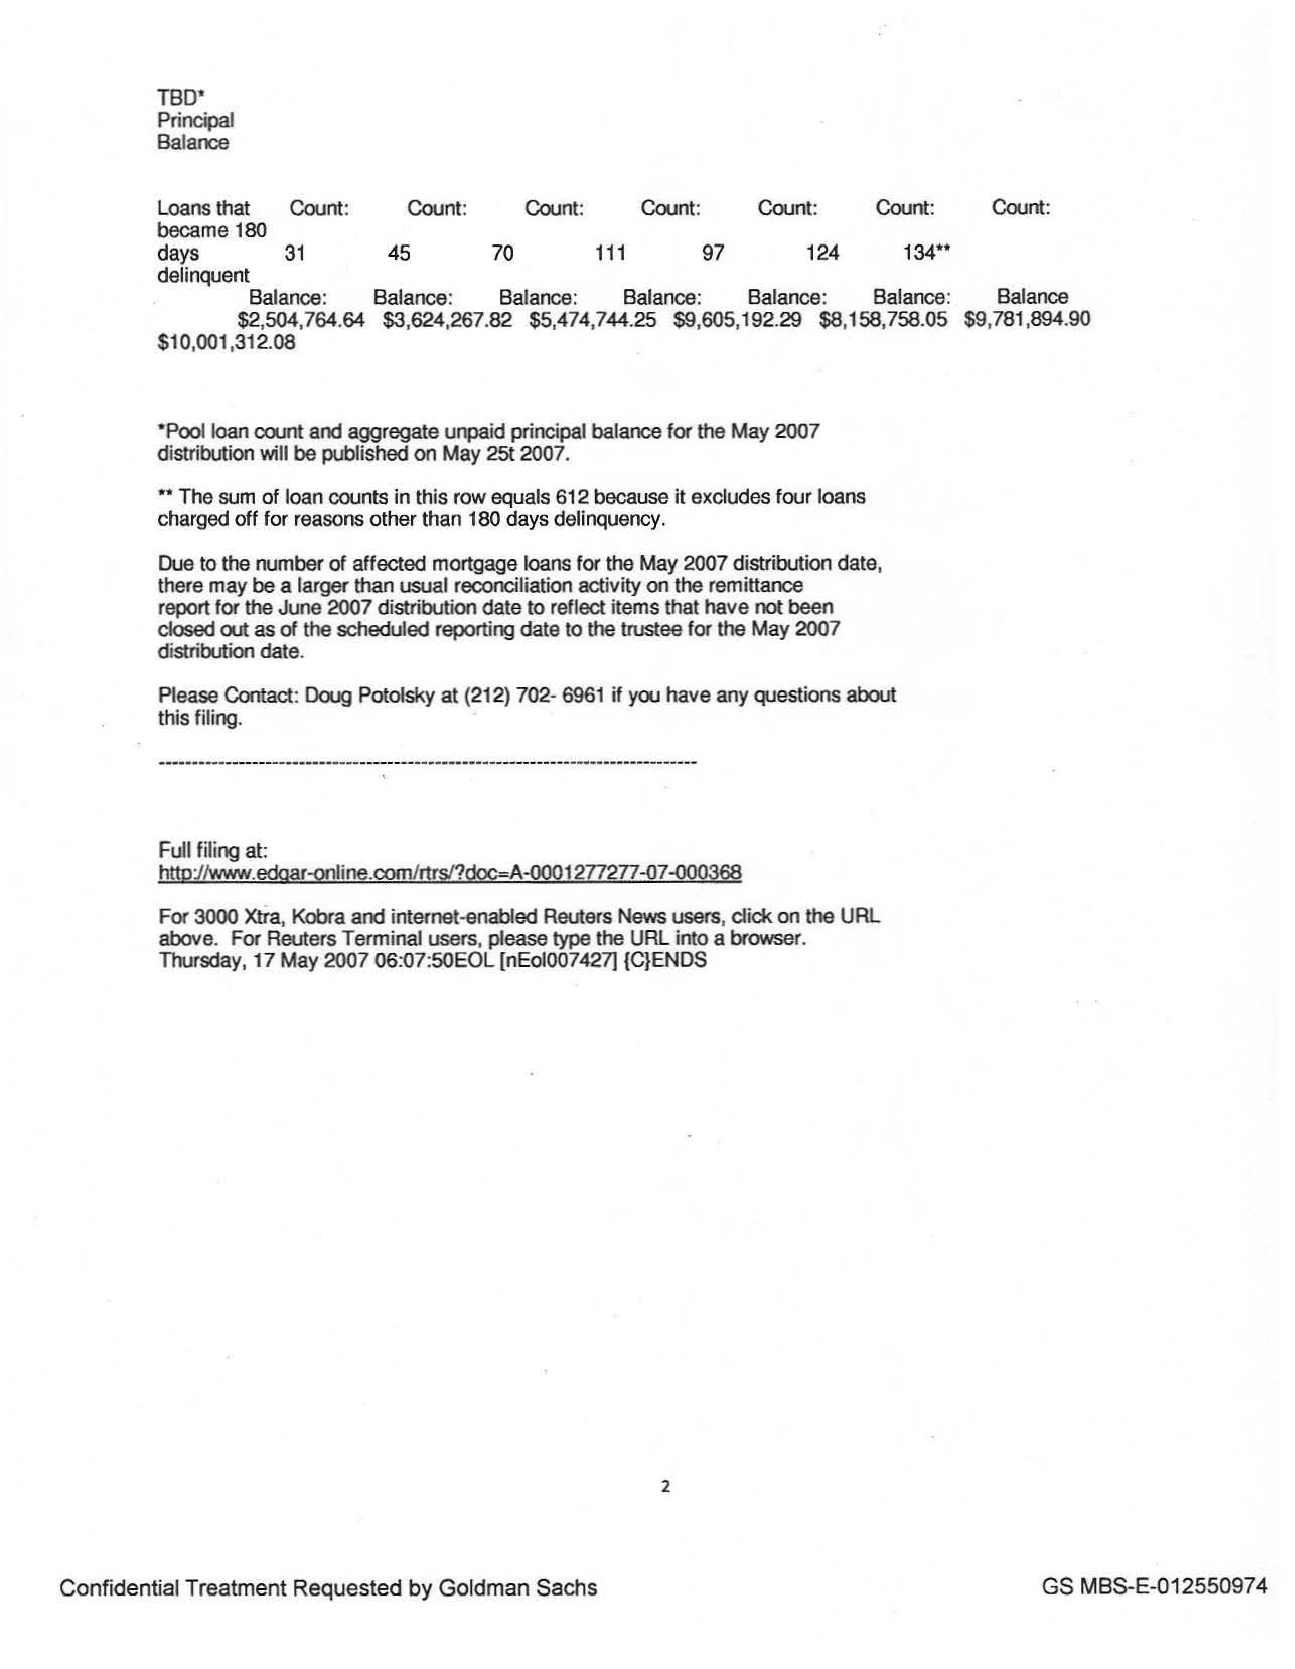 TBD*
Principal
Balance
Loans that Count: Count: Count: Count: Count: Count: Count:
became 180
days 31 45 70 111 97 124 134**
delinquent
Balance: Balance: Balance: Balance: Balance: Balance: Balance
$2,504,764.64 $3,624,267.82 $5,474,744.25 $9,605,192.29 $8,158,758.05 $9,781,894.90
$10,001,312.08
*Pool loan count and aggregate unpaid principal balance for the May 2007
distribution will be published on May 25t 2007.
** The sum of loan counts in this row equals 612 because it excludes four loans
charged off for reasons other than 180 days delinquency.
Due to the number of affected mortgage loans for the May 2007 distribution date,
there may be a larger than usual reconciliation activity on the remittance
report for the June 2007 distribution date to reflect items that have not been
closed out as of the scheduled reporting date to the trustee for the May 2007
distribution date.
Please Contact: Doug Potolsky at (212) 702- 6961 if you have any questions about
this filing.
--------------------------------------------------------------------------------
Full filing at:
http://www.edgar-online.com/rtrs/?doc=A-0001277277-07-000368
For 3000 Xtra, Kobra and internet-enabled Reuters News users, click on the URL
above. For Reuters Terminal users, please type the URL into a browser.
Thursday, 17 May 2007 06:07:50EOL [nEol007427] {C}ENDS
2
Confidential Treatment Requested by Goldman Sachs GS MBS-E-012550974